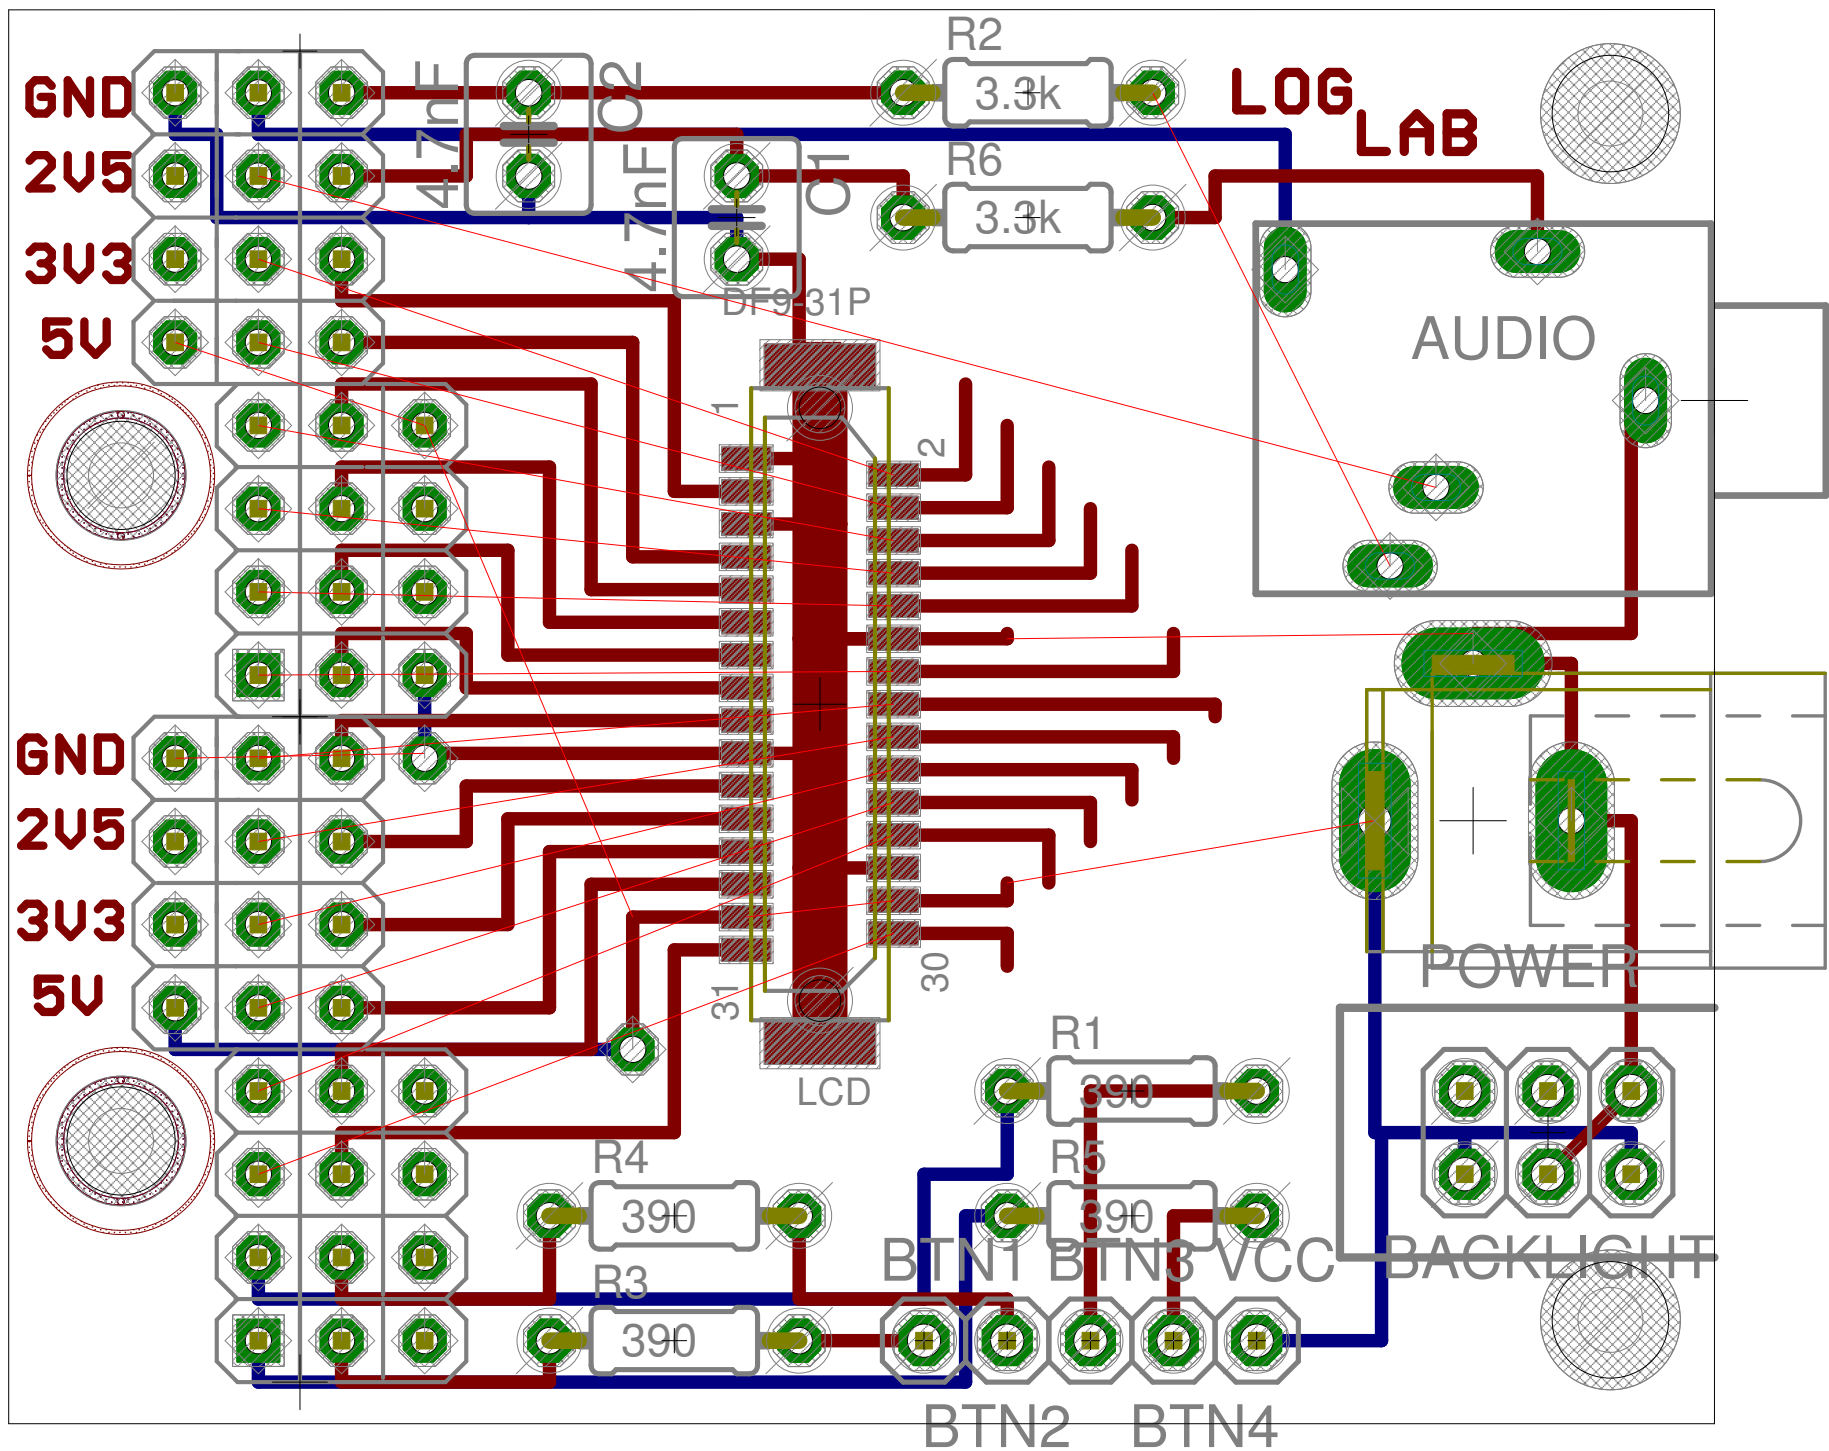 R2
GND
4.7nF
C2
3.3k
LOG
LAB
2V5
4.7nF
C1
R6
3.3k
3V3
DF9-31P
5V
AUDIO
1
2
GND
2V5
3V3
5V
31
30
POWER
LCD
R1
390
R4
R5
390
390
BTN1
BTN3
VCC
BACKLIGHT
R3
390
BTN2
BTN4